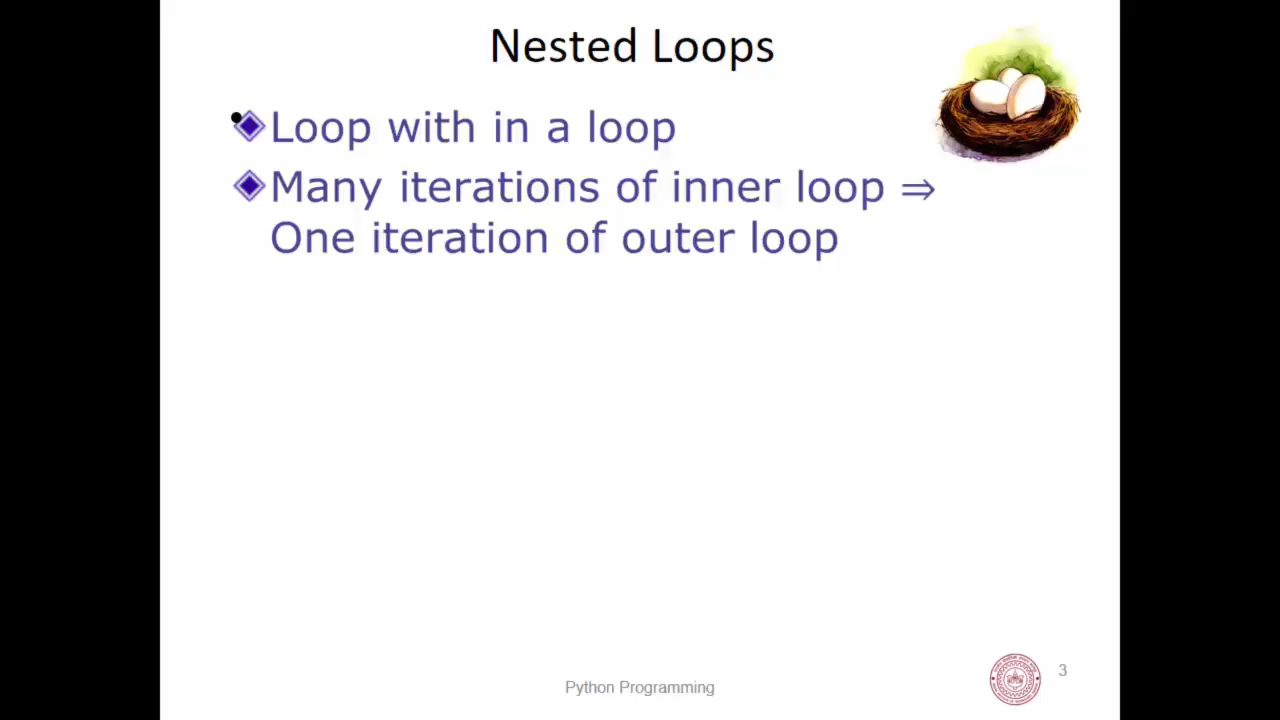 Nested Loops
Loop with in a loop
Many iterations of inner loop ⇒
One iteration of outer loop
Python Programming
3